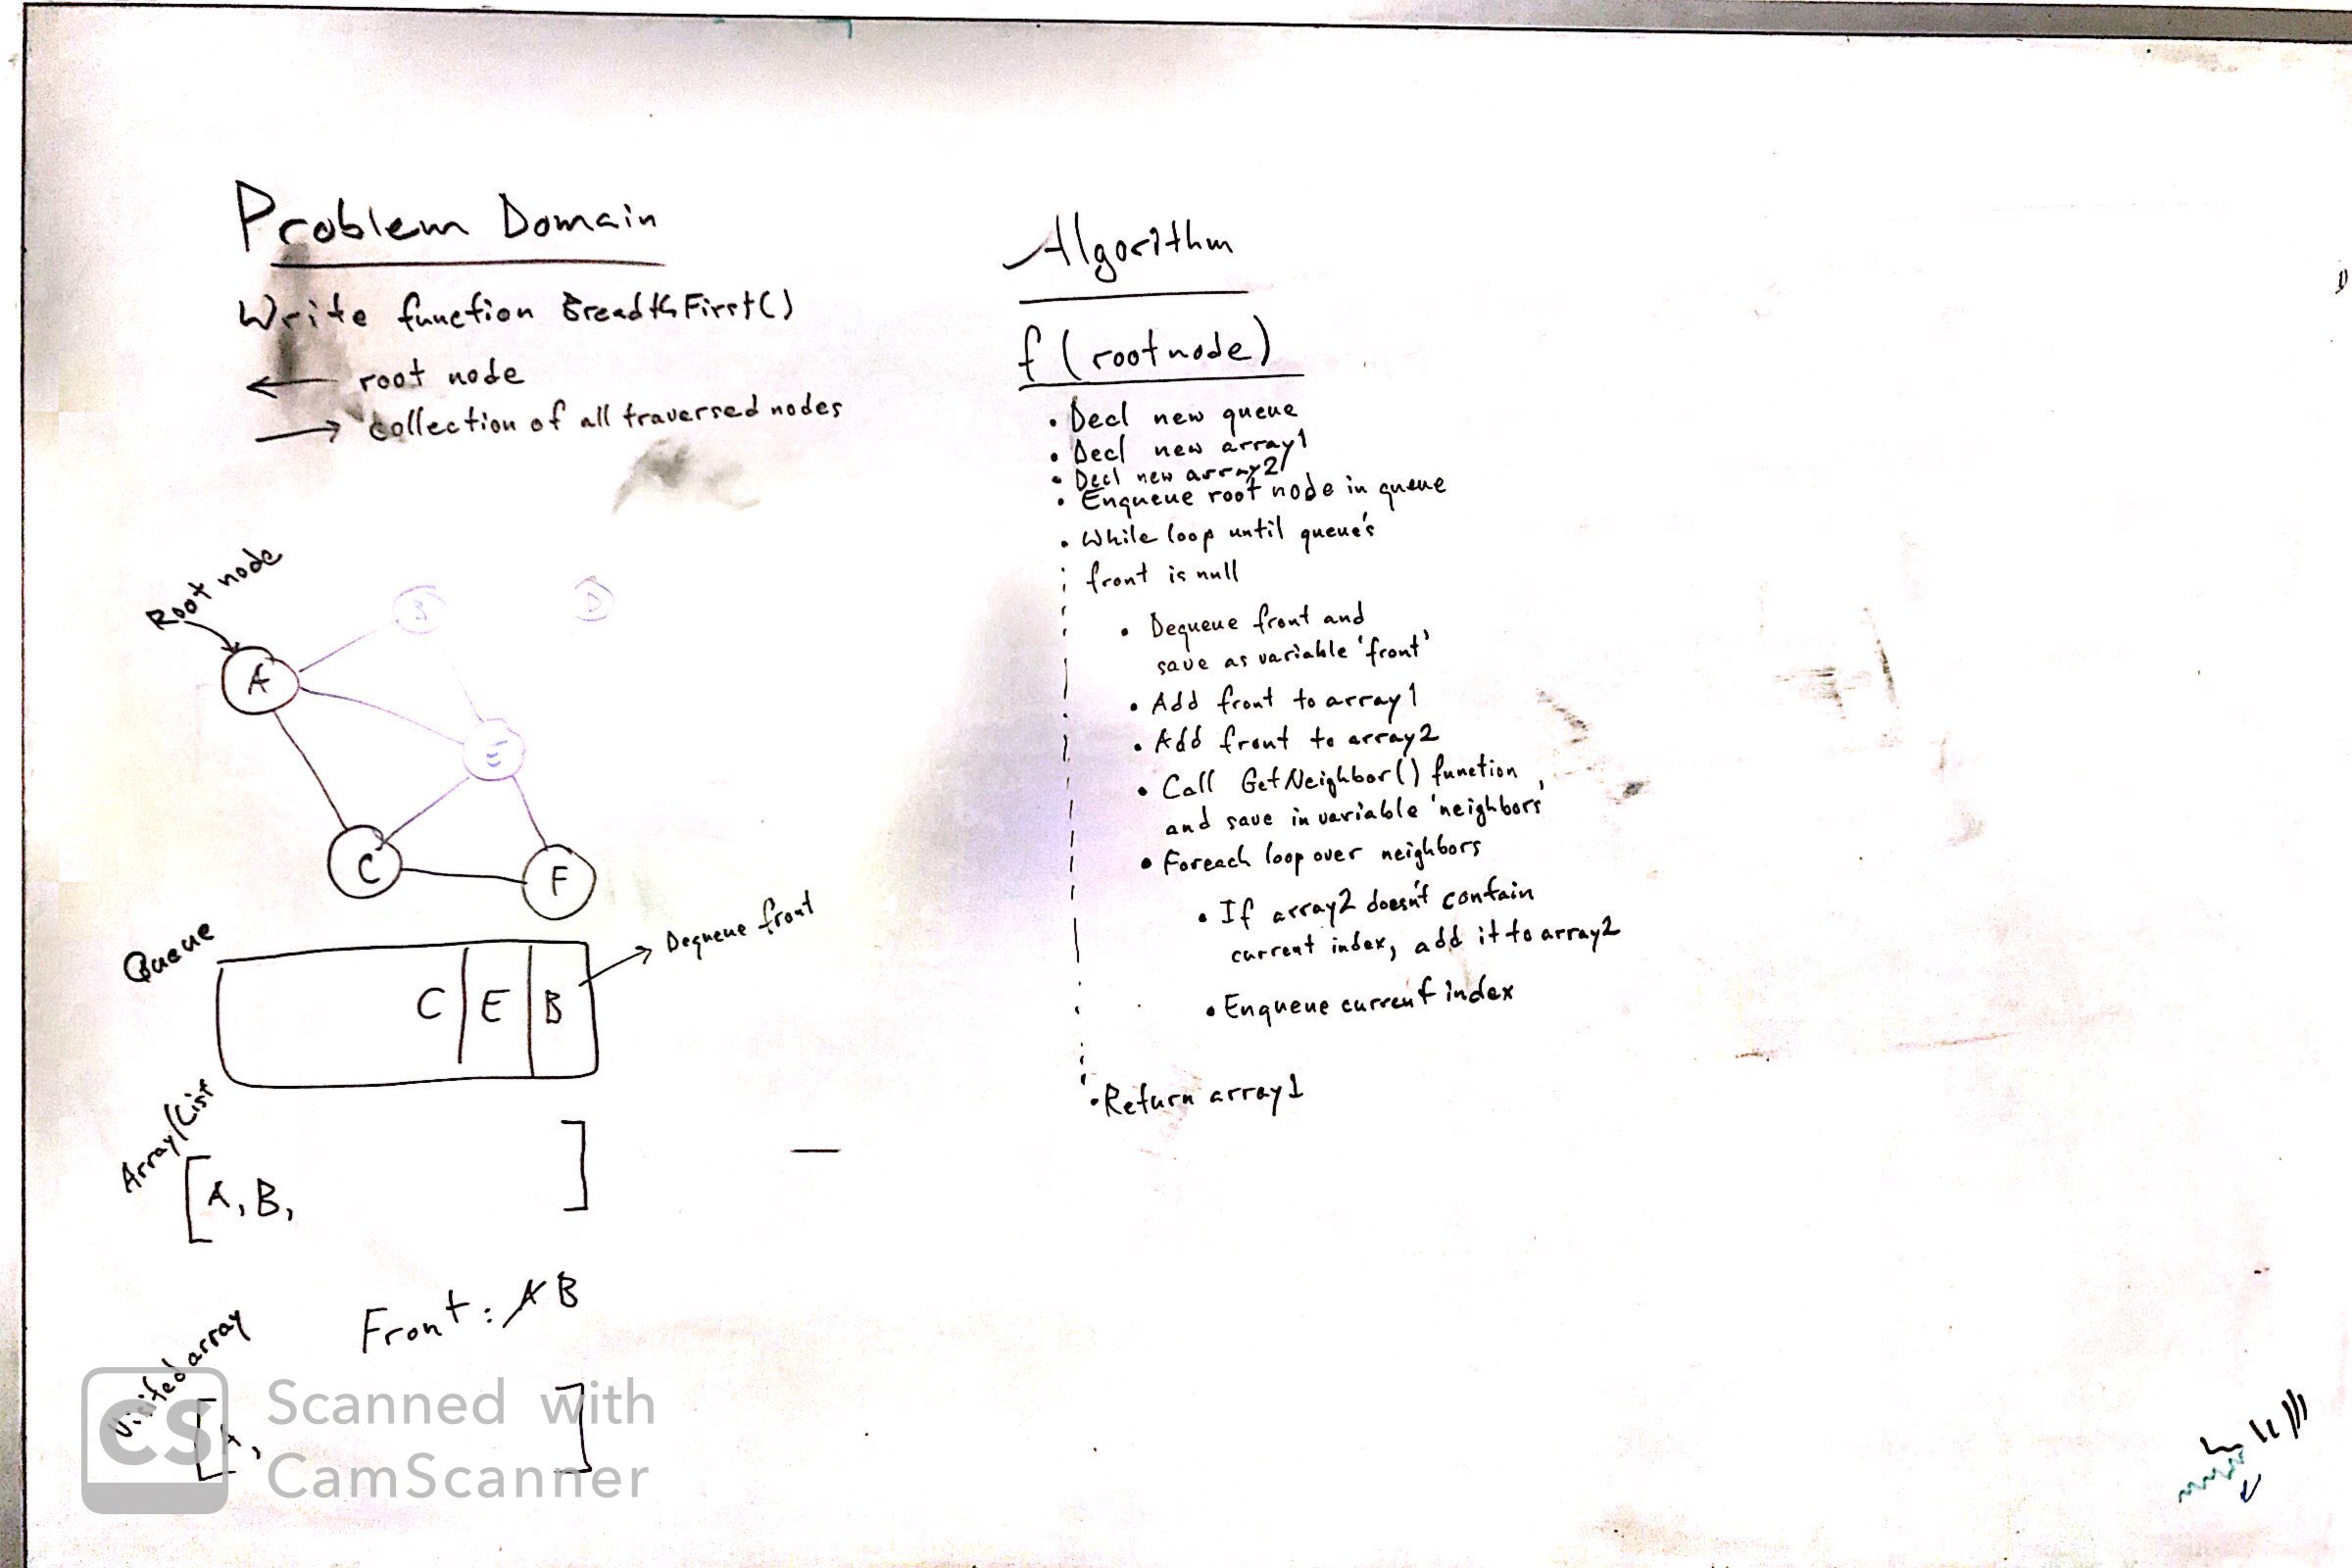 Problem Domain
Write function BreadthFirst()
← root node
→ collection of all traversed nodes
Root node
A
B
D
E
C
F
Queue
C E B
Dequeue front
Array/List
[A, B, ]
Front: A B
Visited array
[A, ]
Algorithm
f (rootnode)
• Decl new queue
• Decl new array1
• Decl new array2
• Enqueue root node in queue
• While loop until queue's
front is null
• Dequeue front and
save as variable 'front'
• Add front to array1
• Add front to array2
• Call GetNeighbor() function
and save in variable 'neighbors'
• Foreach loop over neighbors
• If array2 doesn't contain
current index, add it to array2
• Enqueue current index
• Return array1
CS
Scanned with
CamScanner